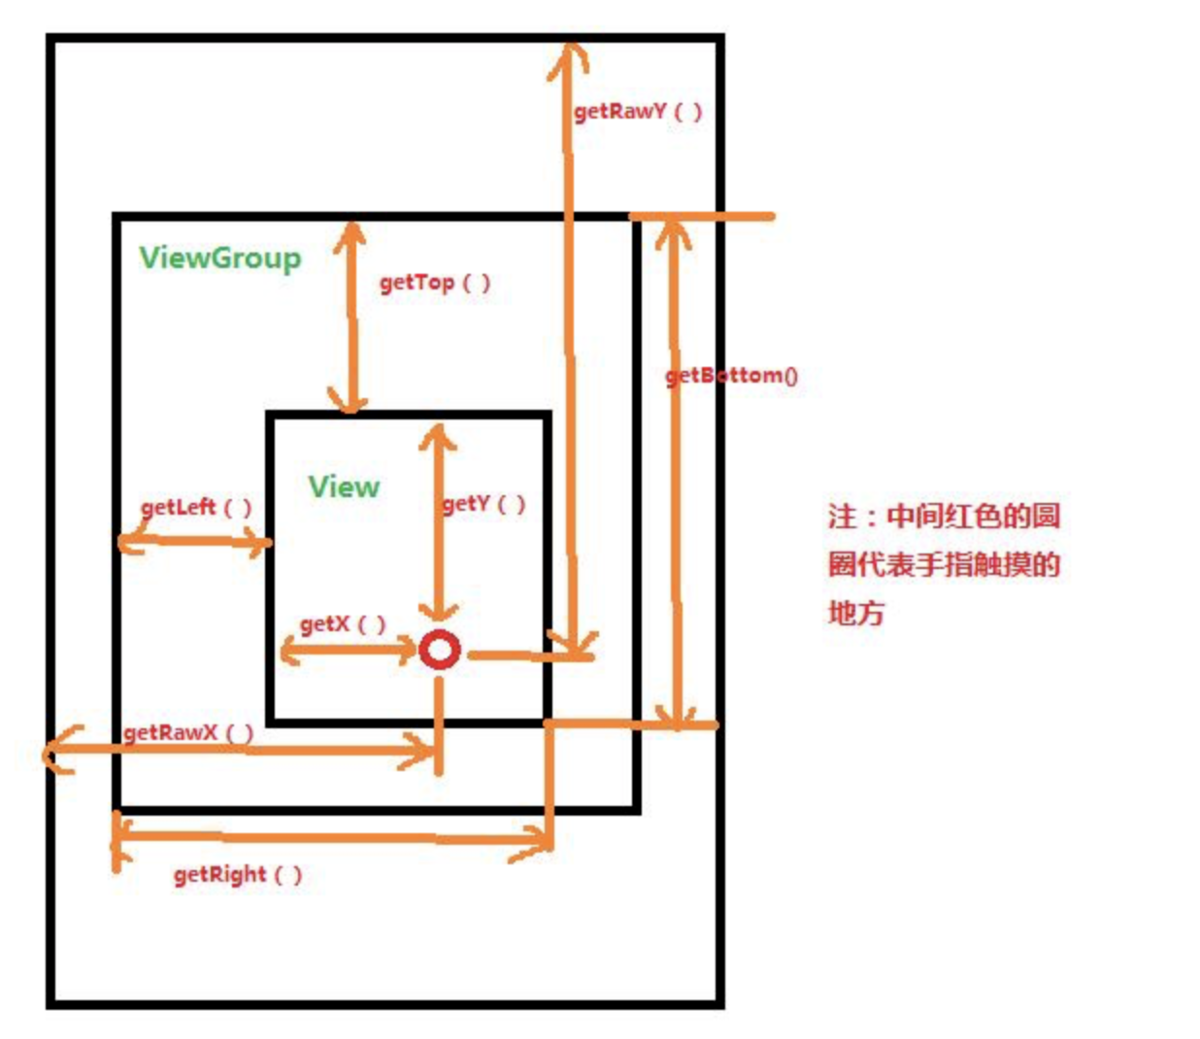 getRawY ( )
ViewGroup
getTop ( )
getBottom()
View
getLeft ( )
getY ( )
注：中间红色的圆
圈代表手指触摸的
地方
getX ( )
getRawX ( )
getRight ( )